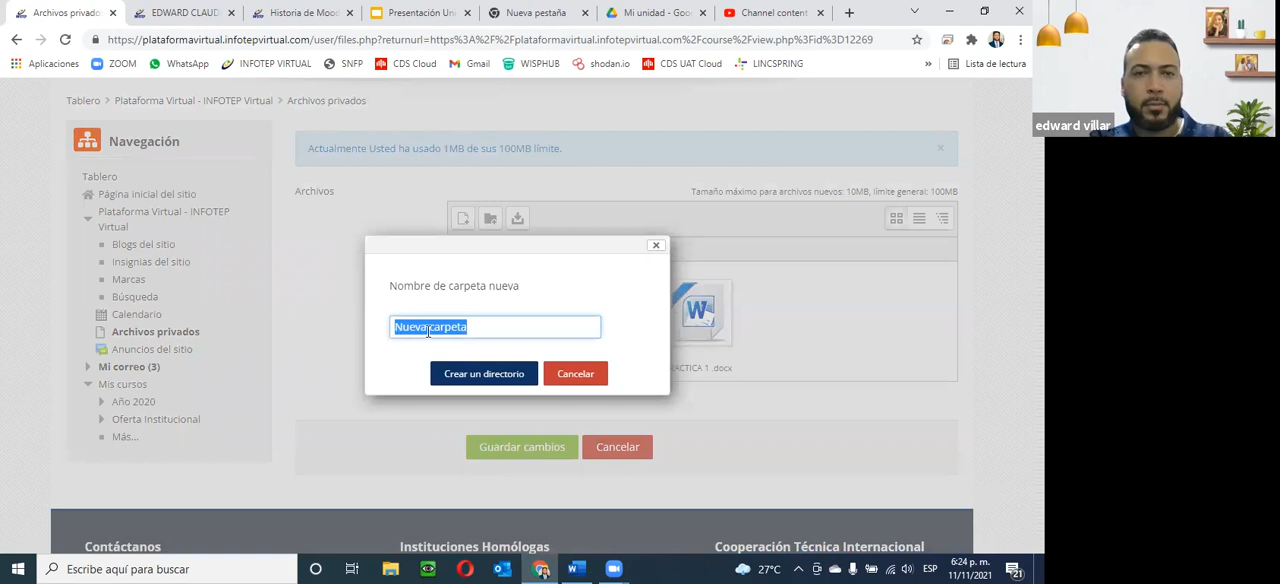 Archivos privado
EDWARD CLAUD
Historia de Mood
Presentación Uni
Nueva pestaña
Mi unidad - Goo
Channel content
https://plataformavirtual.infotepvirtual.com/user/files.php?returnurl=https%3A%2F%2F
formavirtual.infotepvirtual.com%2Fcourse%2Fview.php%3Fid%3D12269
Aplicaciones
ZOOM
WhatsApp
INFOTEP VIRTUAL
SNFP
CDS Cloud
Gmail
WISPHUB
shodan.io
CDS UAT Cloud
LINCSPRING
»
Lista de lectura
edward villar
Tablero > Plataforma Virtual - INFOTEP Virtual > Archivos privados
Navegación
Tablero
Página inicial del sitio
Plataforma Virtual - INFOTEP
Virtual
Blogs del sitio
Insignias del sitio
Marcas
Búsqueda
Calendario
Archivos privados
Anuncios del sitio
Mi correo (3)
Mis cursos
Año 2020
Oferta Institucional
Más...
Actualmente Usted ha usado 1MB de sus 100MB límite.
Archivos
Tamaño máximo para archivos nuevos: 10MB, límite general: 100MB
Nombre de carpeta nueva
Nueva carpeta
Crear un directorio
Cancelar
W
ACTICA 1 .docx
Guardar cambios
Cancelar
Contáctanos
Instituciones Homólogas
Cooperación Técnica Internacional
Escribe aquí para buscar
27°C
ESP
6:24 p. m.
11/11/2021
21